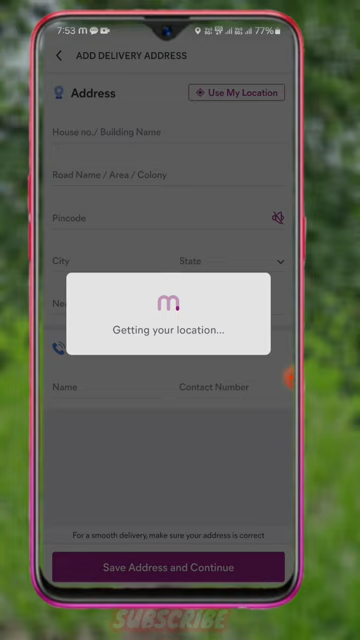 7:53
77%
ADD DELIVERY ADDRESS
Address
Use My Location
House no./ Building Name
Road Name / Area / Colony
Pincode
City
State
m
Getting your location...
Name
Contact Number
For a smooth delivery, make sure your address is correct
Save Address and Continue
SUBSCRIBE